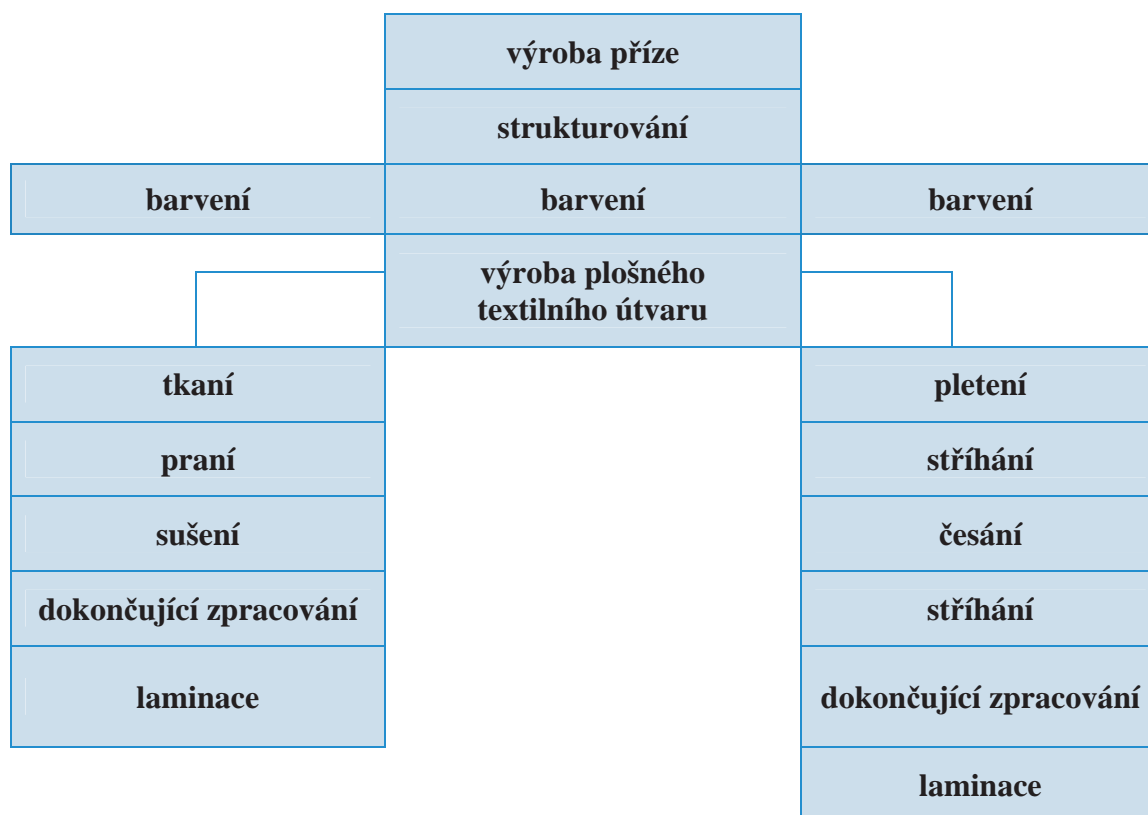 výroba příze
strukturování
barvení
barvení
barvení
výroba plošného
textilního útvaru
tkaní
pletení
praní
stříhání
sušení
česání
dokončující zpracování
stříhání
laminace
dokončující zpracování
laminace